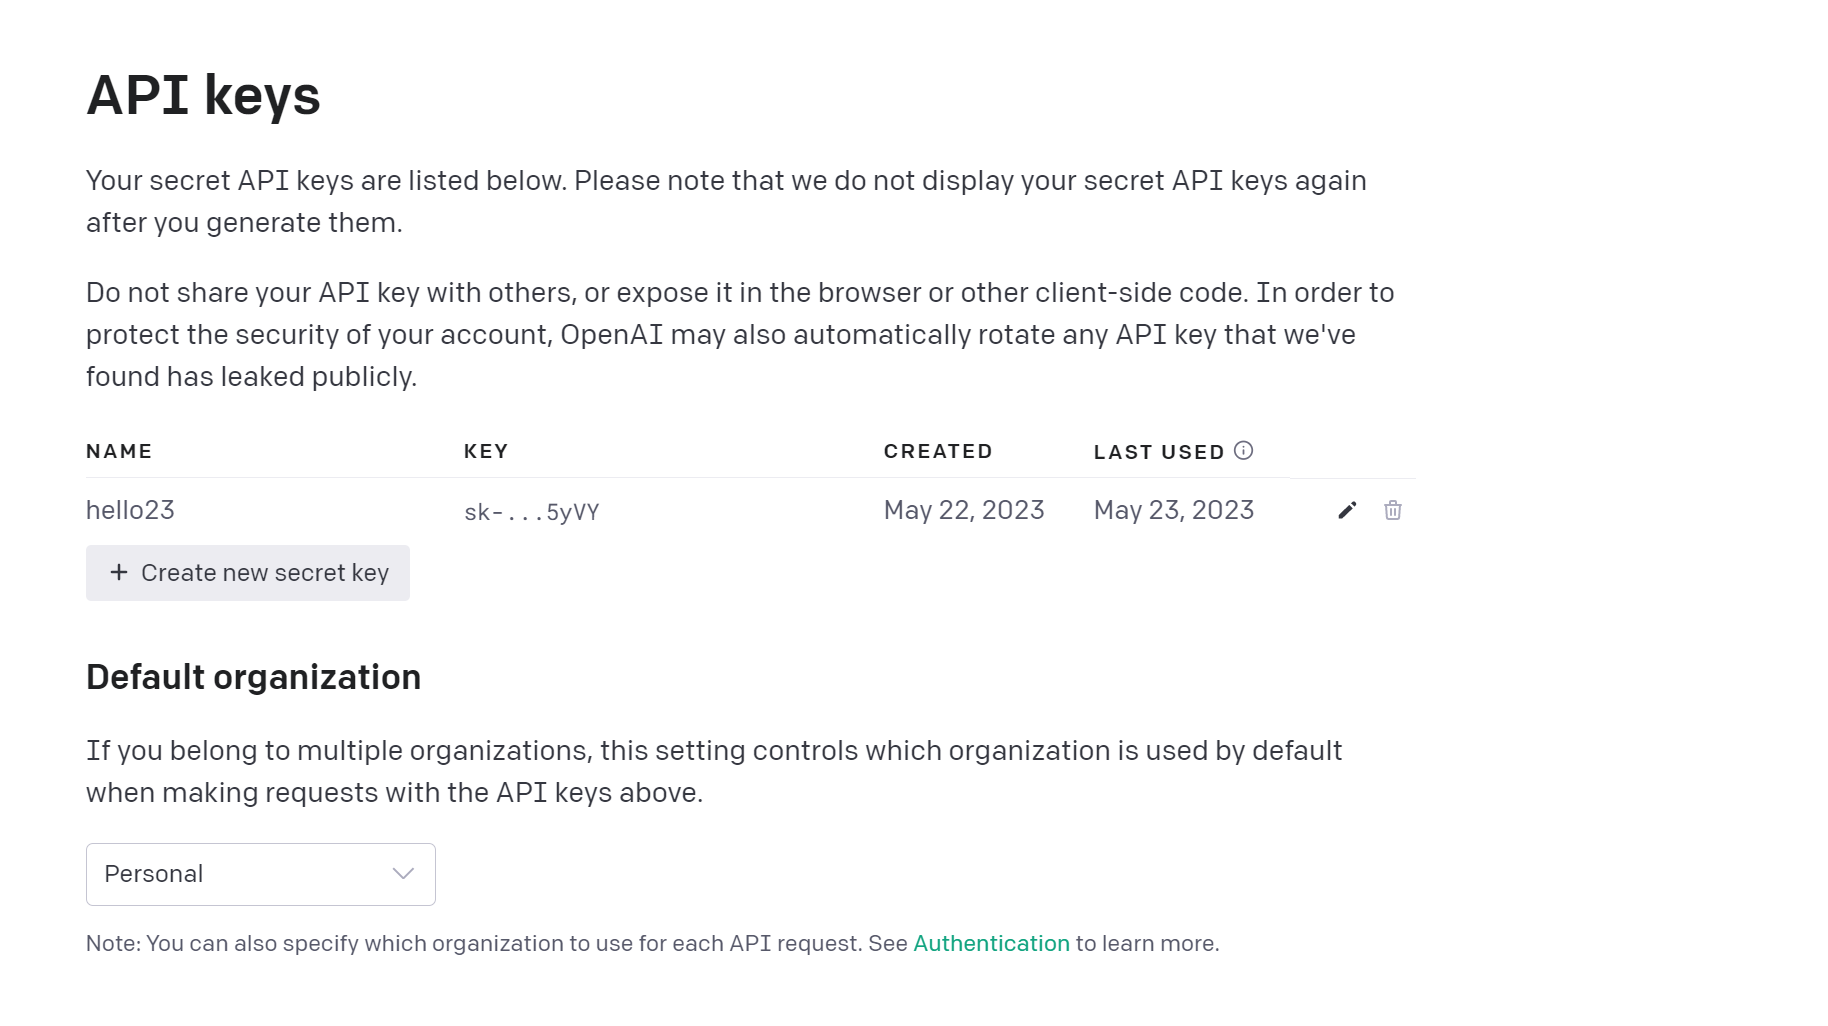 API keys
Your secret API keys are listed below. Please note that we do not display your secret API keys again
after you generate them.
Do not share your API key with others, or expose it in the browser or other client-side code. In order to
protect the security of your account, OpenAI may also automatically rotate any API key that we've
found has leaked publicly.
NAME KEY CREATED LAST USED
hello23 sk-...5yVY May 22, 2023 May 23, 2023
+ Create new secret key
Default organization
If you belong to multiple organizations, this setting controls which organization is used by default
when making requests with the API keys above.
Personal
Note: You can also specify which organization to use for each API request. See Authentication to learn more.